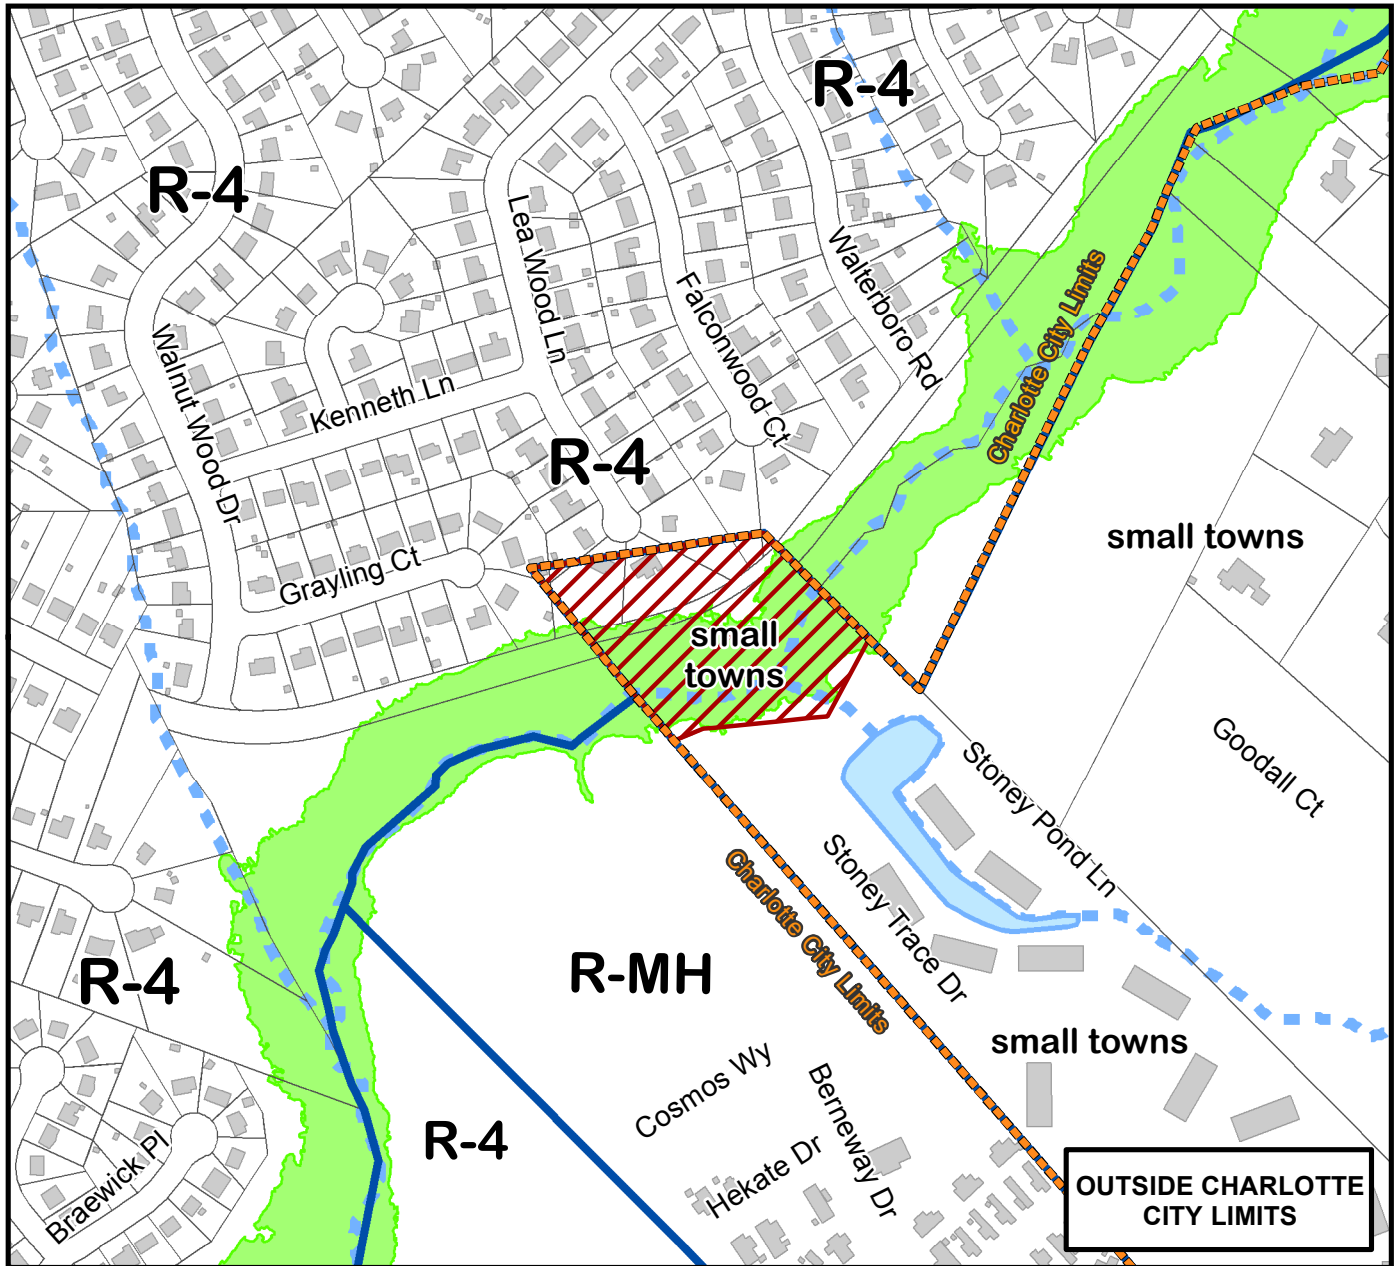 R-4
R-4
Lea Wood Ln
Walterboro Rd
Charlotte City Limits
Falconwood Ct
Walnut Wood Dr
Kenneth Ln
R-4
small towns
Grayling Ct
small
towns
Goodall Ct
Stoney Pond Ln
Stoney Trace Dr
Charlotte City Limits
R-4
R-MH
small towns
Cosmos Wy
Berneway Dr
R-4
Hekate Dr
Braewick Pl
OUTSIDE CHARLOTTE
CITY LIMITS